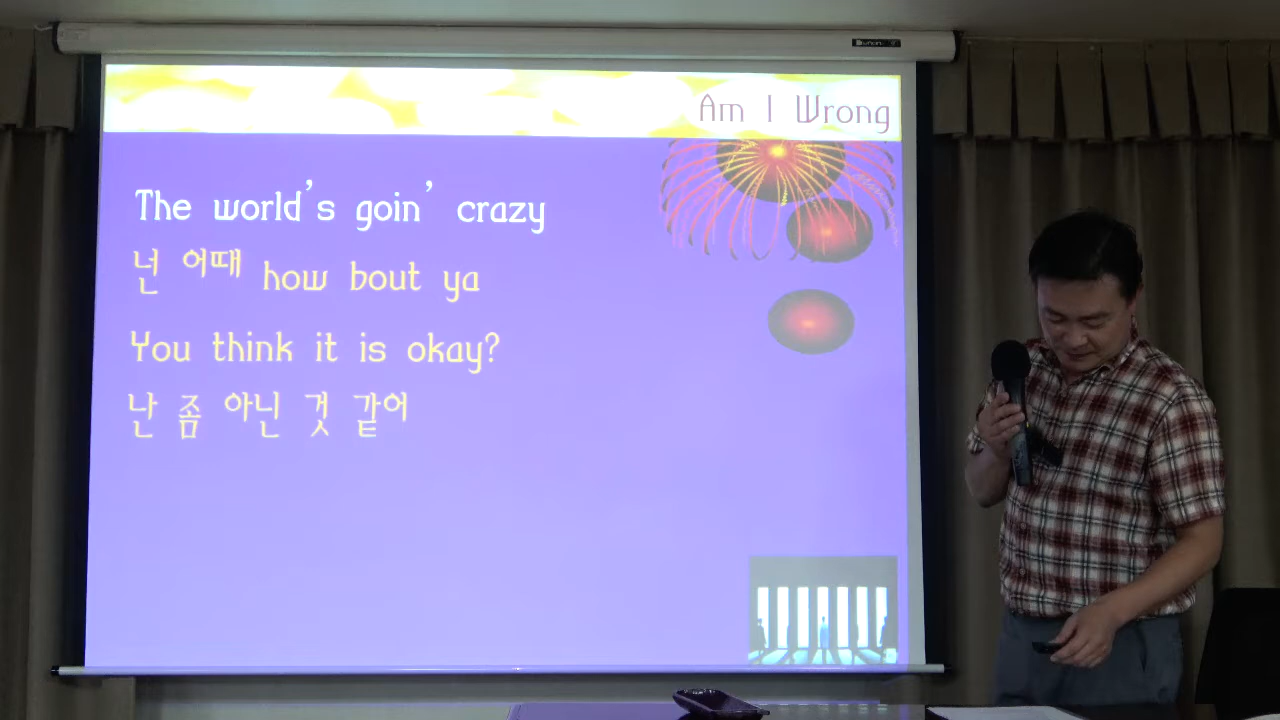 Am I Wrong
The world's goin' crazy
넌 어때 how bout ya
You think it is okay?
난 좀 아닌 것 같어